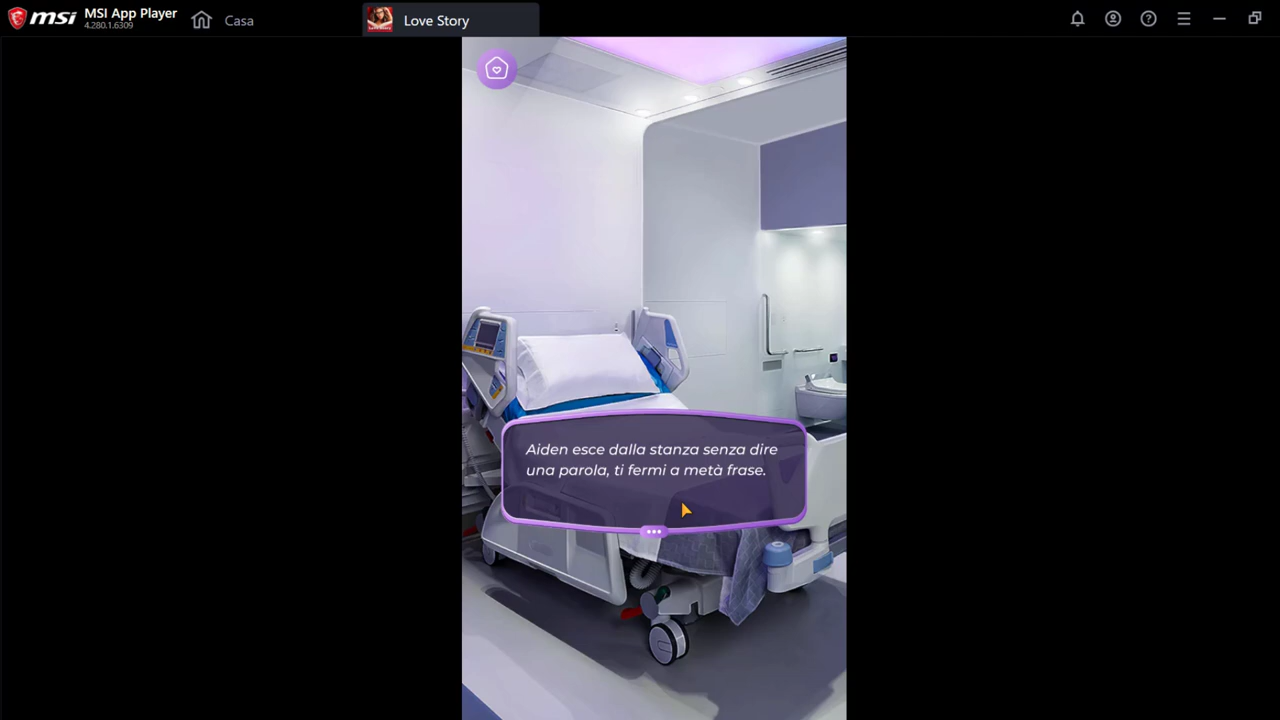 msi MSI App Player
4.280.1.6309
Casa
Love Story
Aiden esce dalla stanza senza dire
una parola, ti fermi a metà frase.